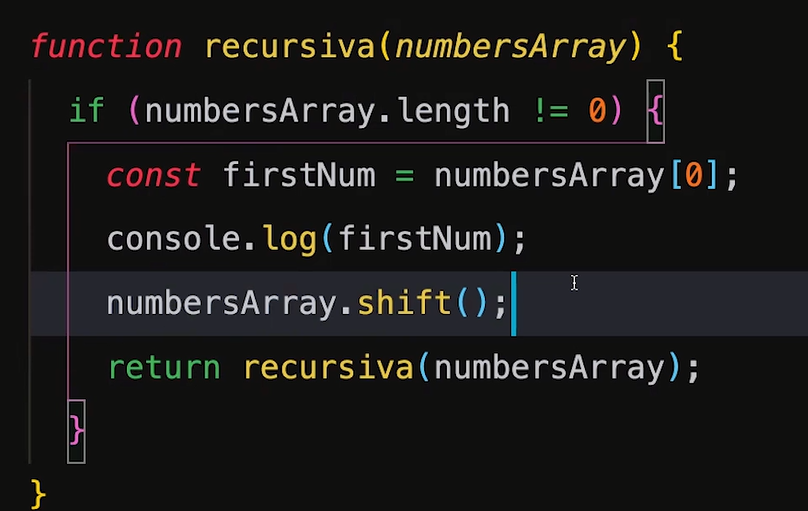 function recursiva(numbersArray) {
if (numbersArray.length != 0) {
const firstNum = numbersArray[0];
console.log(firstNum);
numbersArray.shift();
return recursiva(numbersArray);
}
}